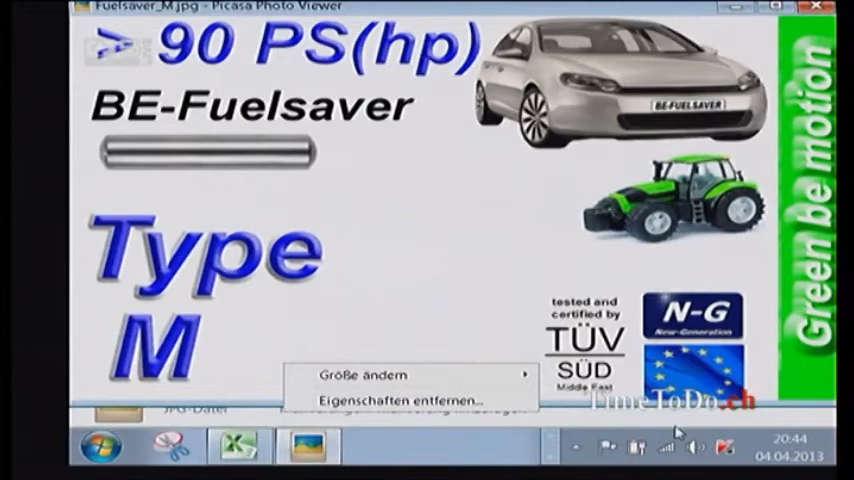 Fuelsaver_M.jpg - Picasa Photo Viewer
≥ 90 PS(hp)
BE-Fuelsaver
BE-FUELSAVER
Type
M
Green be motion
tested and
certified by
TÜV
SÜD
Middle East
N-G
New-Generation
Größe ändern
Eigenschaften entfernen...
JPG-Datei
TimeToDo.ch
20:44
04.04.2013